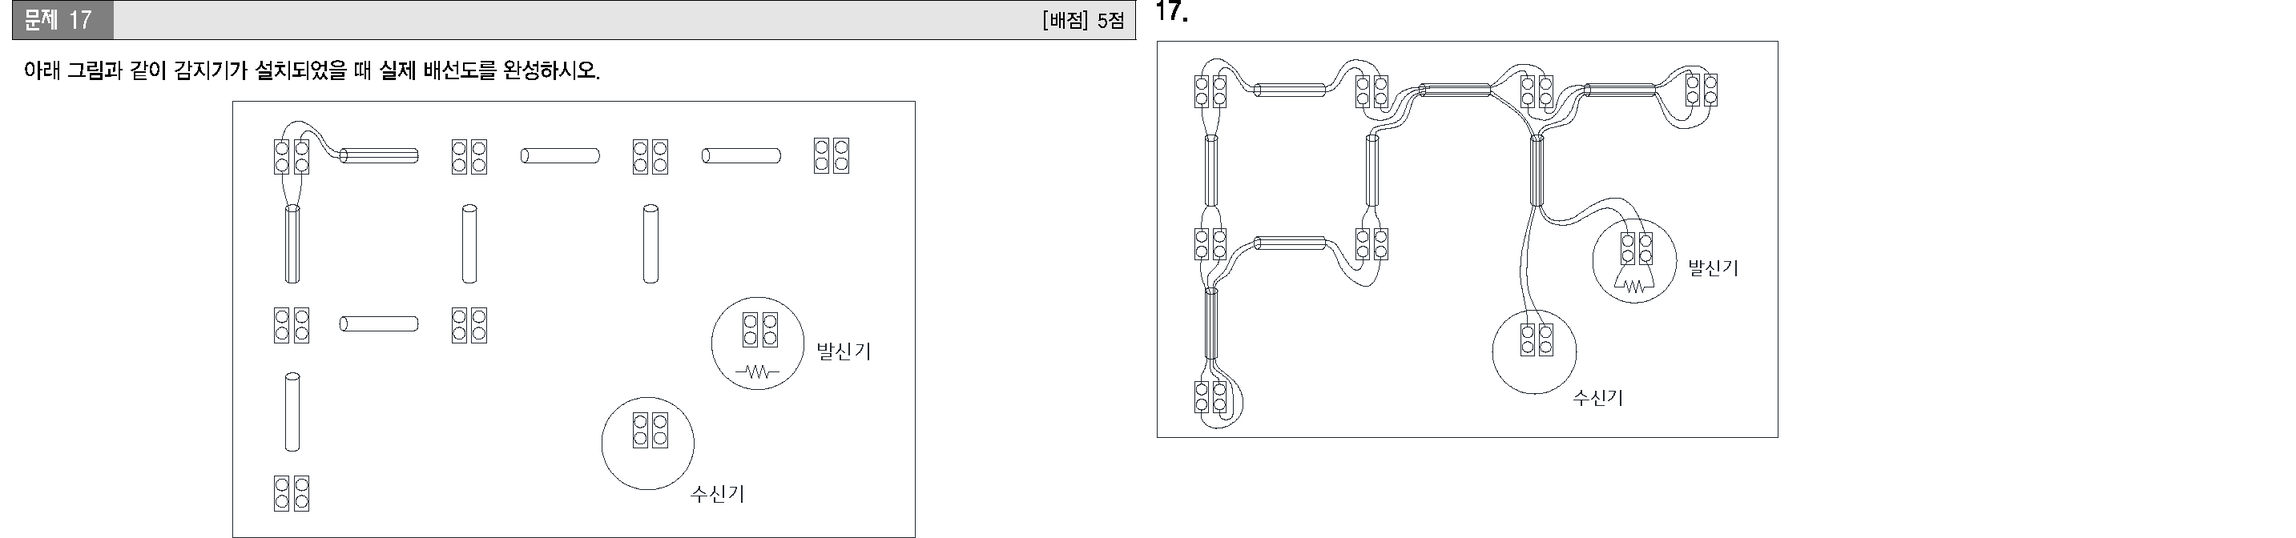 문제 17
[배점] 5점
아래 그림과 같이 감지기가 설치되었을 때 실제 배선도를 완성하시오.
발신기
수신기
17.
발신기
수신기